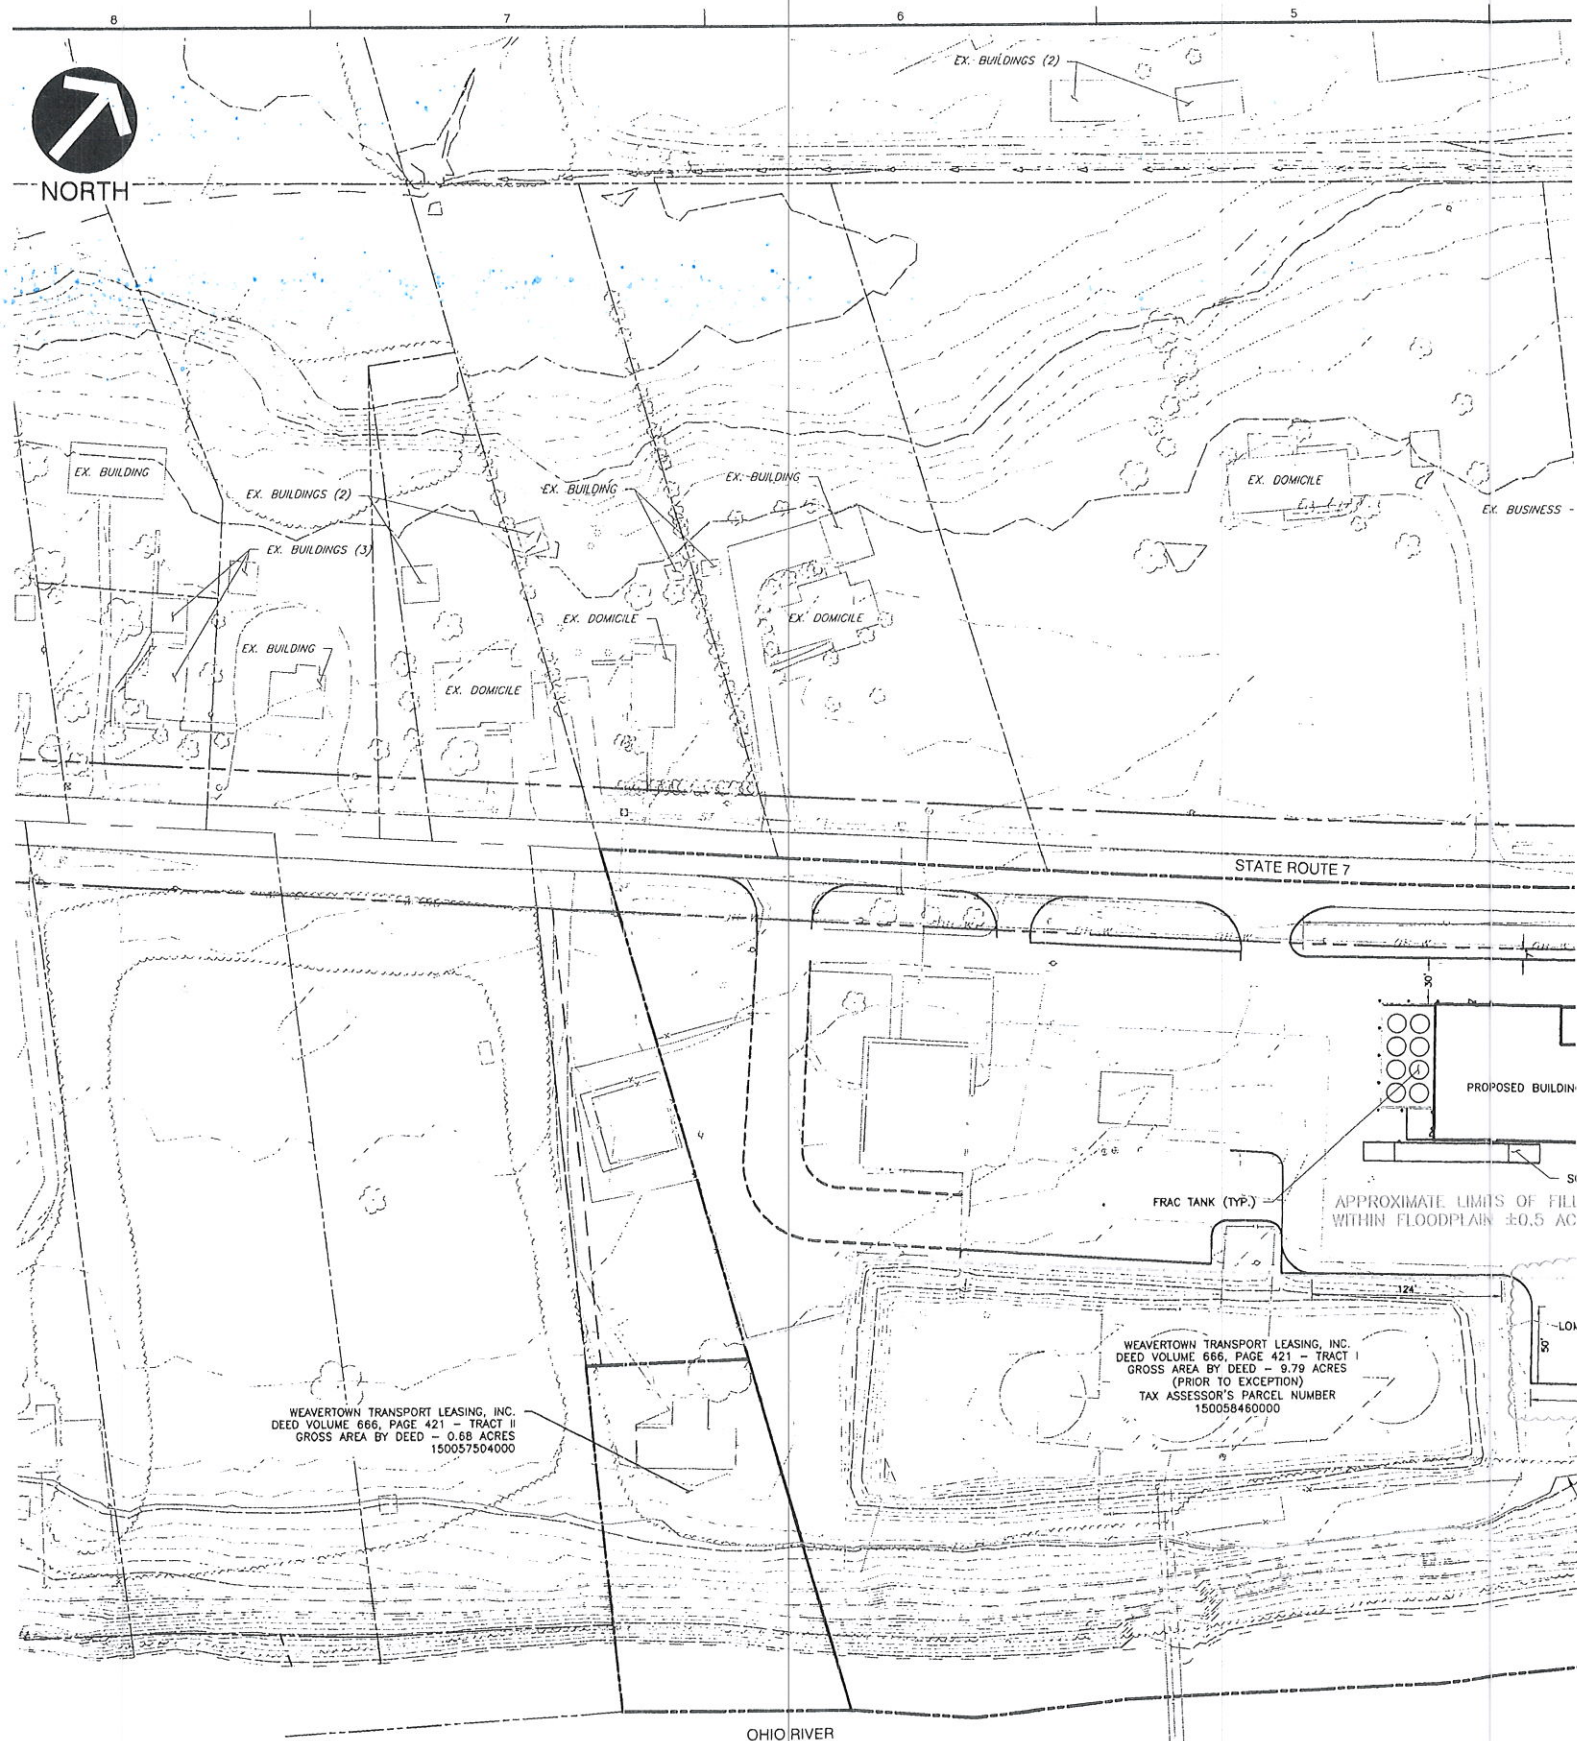 8
7
6
5
NORTH
EX. BUILDINGS (2)
EX. BUILDING
EX. BUILDINGS (2)
EX. BUILDING
EX. BUILDING
EX. DOMICILE
EX. BUSINESS -
EX. BUILDINGS (3)
EX. DOMICILE
EX. DOMICILE
EX. BUILDING
EX. DOMICILE
STATE ROUTE 7
30'
PROPOSED BUILDIN
FRAC TANK (TYP.)
APPROXIMATE LIMITS OF FILL
WITHIN FLOODPLAIN ±0.5 AC
124'
50'
WEAVERTOWN TRANSPORT LEASING, INC.
DEED VOLUME 666, PAGE 421 – TRACT I
GROSS AREA BY DEED – 9.79 ACRES
(PRIOR TO EXCEPTION)
TAX ASSESSOR'S PARCEL NUMBER
150058460000
WEAVERTOWN TRANSPORT LEASING, INC.
DEED VOLUME 666, PAGE 421 – TRACT II
GROSS AREA BY DEED – 0.68 ACRES
150057504000
OHIO RIVER